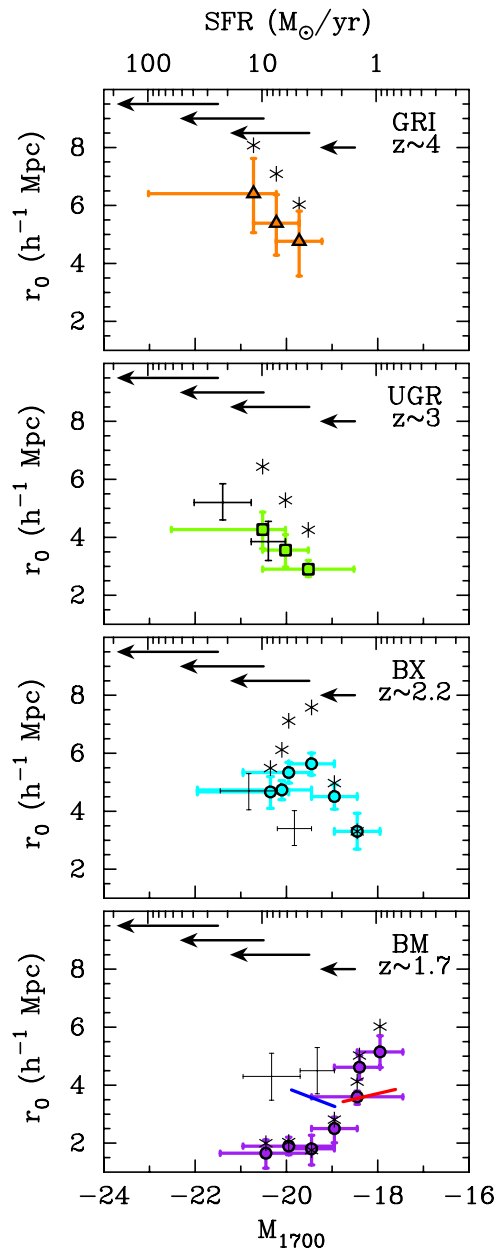 SFR (M⊙/yr)
100 10 1
GRI
z~4
8
6
4
2
r0 (h−1 Mpc)
UGR
z~3
8
6
4
2
r0 (h−1 Mpc)
BX
z~2.2
8
6
4
2
r0 (h−1 Mpc)
BM
z~1.7
8
6
4
2
r0 (h−1 Mpc)
−24 −22 −20 −18 −16
M1700